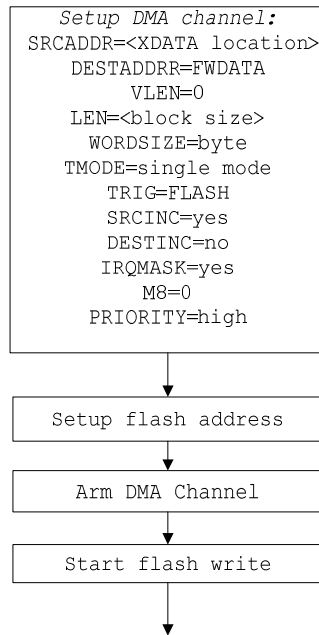 Setup DMA channel:
SRCADDR=<XDATA location>
DESTADDRR=FWDATA
VLEN=0
LEN=<block size>
WORDSIZE=byte
TMODE=single mode
TRIG=FLASH
SRCINC=yes
DESTINC=no
IRQMASK=yes
M8=0
PRIORITY=high
Setup flash address
Arm DMA Channel
Start flash write